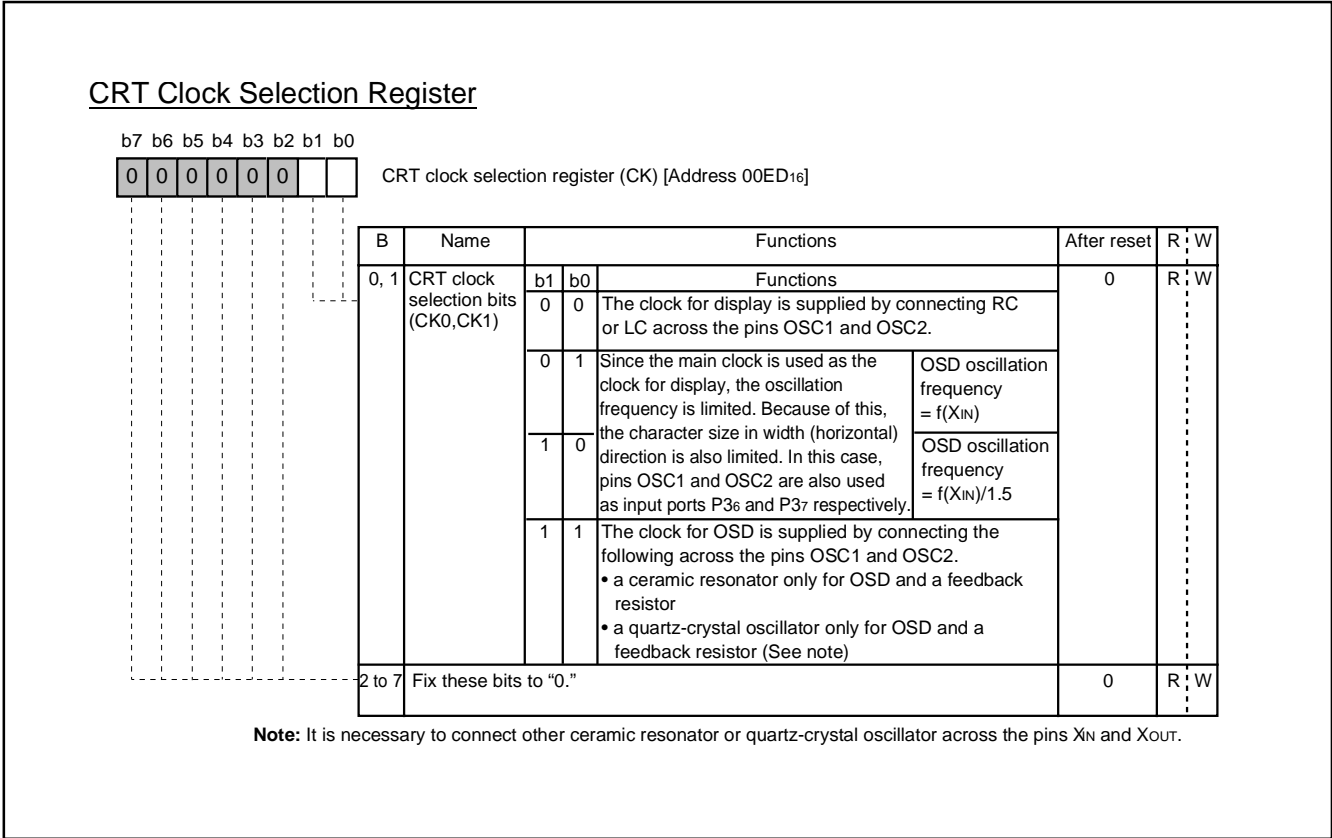 CRT Clock Selection Register
b7 b6 b5 b4 b3 b2 b1 b0
0 0 0 0 0 0
CRT clock selection register (CK) [Address 00ED16]
B Name Functions After reset R W
0, 1 CRT clock selection bits (CK0,CK1) 0 R W
b1 b0 Functions
0 0 The clock for display is supplied by connecting RC
or LC across the pins OSC1 and OSC2.
0 1 Since the main clock is used as the
clock for display, the oscillation
frequency is limited. Because of this,
the character size in width (horizontal)
1 0 direction is also limited. In this case,
pins OSC1 and OSC2 are also used
as input ports P36 and P37 respectively.
OSD oscillation
frequency
= f(XIN)
OSD oscillation
frequency
= f(XIN)/1.5
1 1 The clock for OSD is supplied by connecting the
following across the pins OSC1 and OSC2.
• a ceramic resonator only for OSD and a feedback
resistor
• a quartz-crystal oscillator only for OSD and a
feedback resistor (See note)
2 to 7 Fix these bits to “0.” 0 R W
Note: It is necessary to connect other ceramic resonator or quartz-crystal oscillator across the pins XIN and XOUT.